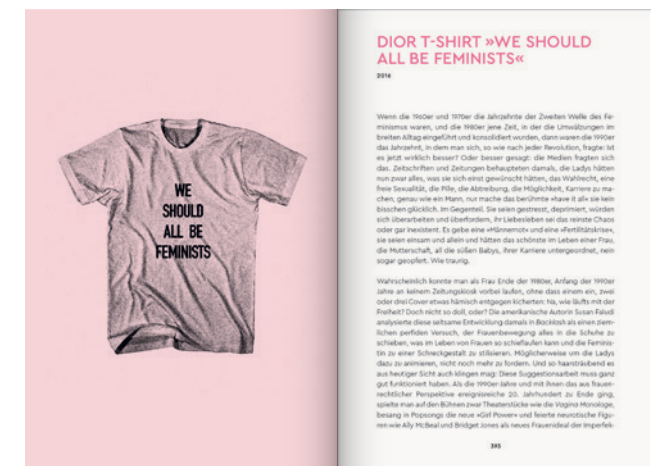 WE
SHOULD
ALL BE
FEMINISTS
DIOR T-SHIRT »WE SHOULD
ALL BE FEMINISTS«
2016
Wenn die 1960er und 1970er die Jahrzehnte der Zweiten Welle des Fe-
minismus waren, und die 1980er jene Zeit, in der die Umwälzungen im
breiten Alltag eingeführt und konsolidiert wurden, dann waren die 1990er
das Jahrzehnt, in dem man sich, so wie nach jeder Revolution, fragte: Ist
es jetzt wirklich besser? Oder besser gesagt: die Medien fragten sich
das. Zeitschriften und Zeitungen behaupteten damals, die Ladys hätten
nun zwar alles, was sie sich einst gewünscht hätten, das Wahlrecht, eine
freie Sexualität, die Pille, die Abtreibung, die Möglichkeit, Karriere zu ma-
chen, genau wie ein Mann, nur mache das berühmte »have it all« sie kein
bisschen glücklich. Im Gegenteil. Sie seien gestresst, deprimiert, würden
sich überarbeiten und überfordern, ihr Liebesleben sei das reinste Chaos
oder gar inexistent. Es gebe eine »Männernot« und eine »Fertilitätskrise«,
sie seien einsam und allein und hätten das schönste im Leben einer Frau,
die Mutterschaft, all die süßen Babys, ihrer Karriere untergeordnet, nein
sogar geopfert. Wie traurig.
Wahrscheinlich konnte man als Frau Ende der 1980er, Anfang der 1990er
Jahre an keinem Zeitungskiosk vorbei laufen, ohne dass einem ein, zwei
oder drei Cover etwas hämisch entgegen kicherten: Na, wie läufts mit der
Freiheit? Doch nicht so doll, oder? Die amerikanische Autorin Susan Faludi
analysierte diese seltsame Entwicklung damals in Backlash als einen ziem-
lichen perfiden Versuch, der Frauenbewegung alles in die Schuhe zu
schieben, was im Leben von Frauen so schieflaufen kann und die Feminis-
tin zu einer Schreckgestalt zu stilisieren. Möglicherweise um die Ladys
dazu zu animieren, nicht noch mehr zu fordern. Und so haarsträubend es
aus heutiger Sicht auch klingen mag: Diese Suggestionsarbeit muss ganz
gut funktioniert haben. Als die 1990er-Jahre und mit ihnen das aus frauen-
rechtlicher Perspektive ereignisreiche 20. Jahrhundert zu Ende ging,
spielte man auf den Bühnen zwar Theaterstücke wie die Vagina Monologe,
besang in Popsongs die neue »Girl Power« und feierte neurotische Figu-
ren wie Ally McBeal und Bridget Jones als neues Frauenideal der Imperfek-
393